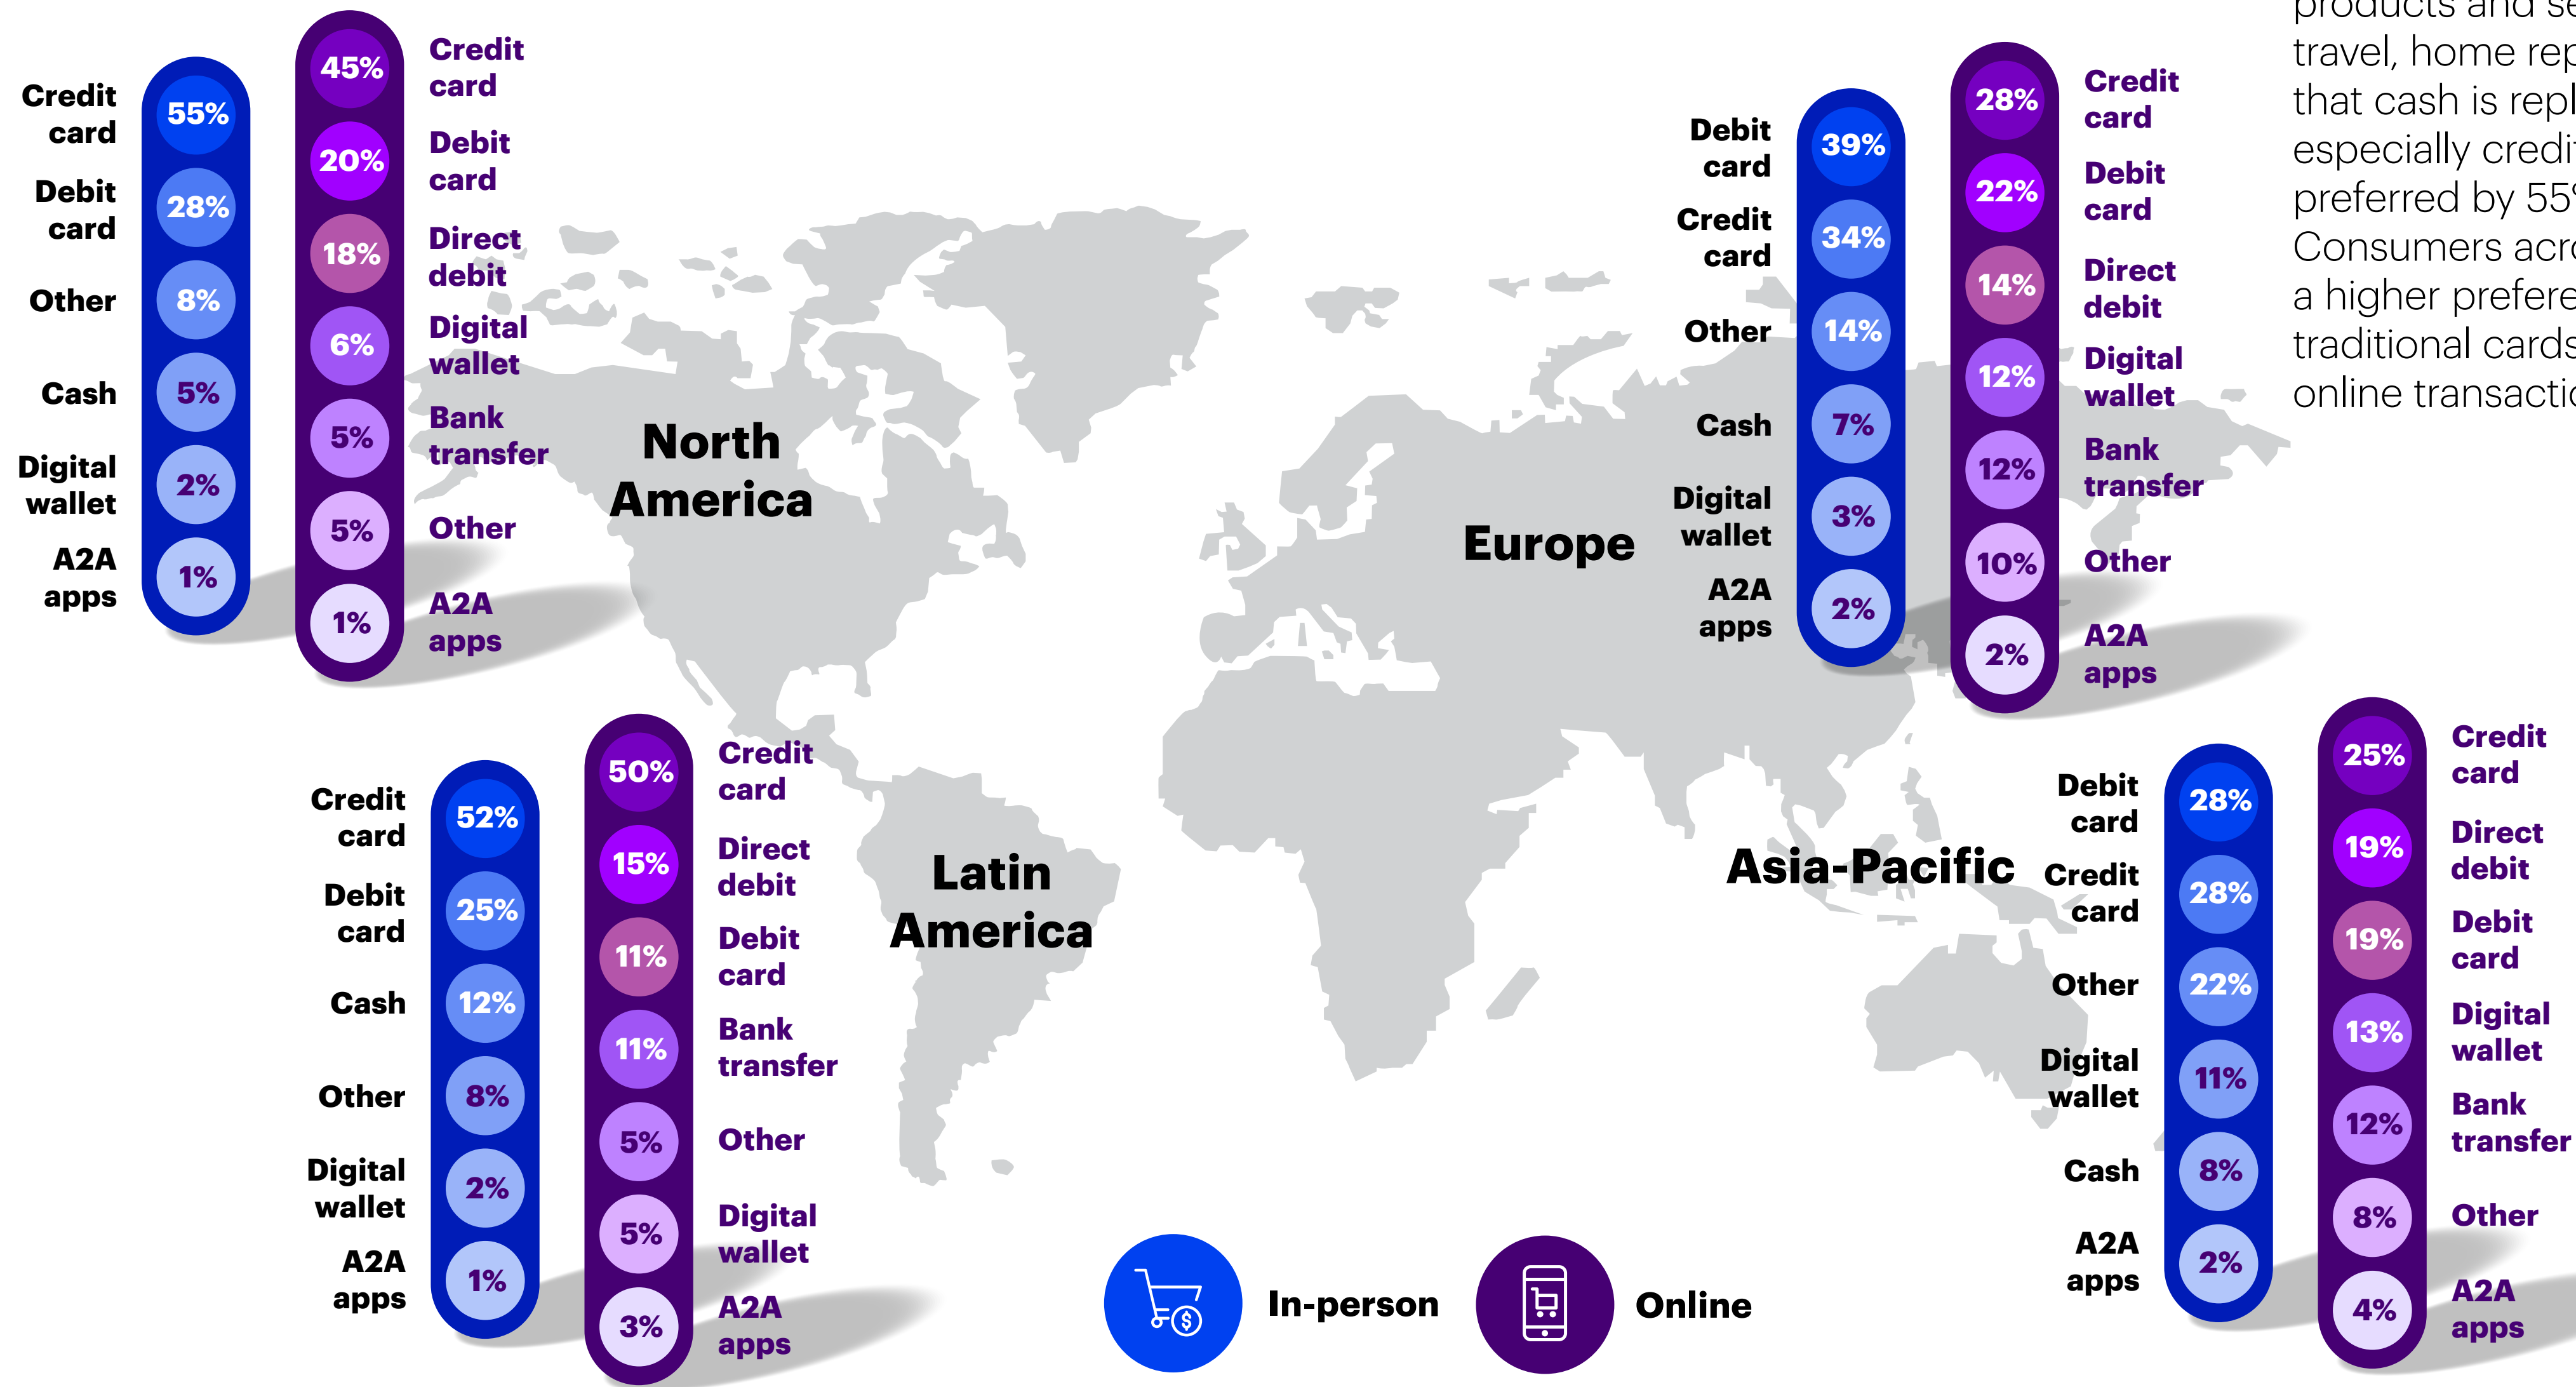 Credit
card
55%
Debit
card
28%
Other
8%
Cash
5%
Digital
wallet
2%
A2A
apps
1%
45%
Credit
card
20%
Debit
card
18%
Direct
debit
6%
Digital
wallet
5%
Bank
transfer
5%
Other
1%
A2A
apps
North
America
Debit
card
39%
Credit
card
34%
Other
14%
Cash
7%
Digital
wallet
3%
A2A
apps
2%
28%
Credit
card
22%
Debit
card
14%
Direct
debit
12%
Digital
wallet
12%
Bank
transfer
10%
Other
2%
A2A
apps
Europe
products and
travel, home
that cash is
especially
preferred by 55%
Consumers
a higher
traditional cards
online
Credit
card
52%
Debit
card
25%
Cash
12%
Other
8%
Digital
wallet
2%
A2A
apps
1%
50%
Credit
card
15%
Direct
debit
11%
Debit
card
11%
Bank
transfer
5%
Other
5%
Digital
wallet
3%
A2A
apps
Latin
America
Asia-Pacific
Debit
card
28%
Credit
card
28%
Other
22%
Digital
wallet
11%
Cash
8%
A2A
apps
2%
25%
Credit
card
19%
Direct
debit
19%
Debit
card
13%
Digital
wallet
12%
Bank
transfer
8%
Other
4%
A2A
apps
In-person
Online